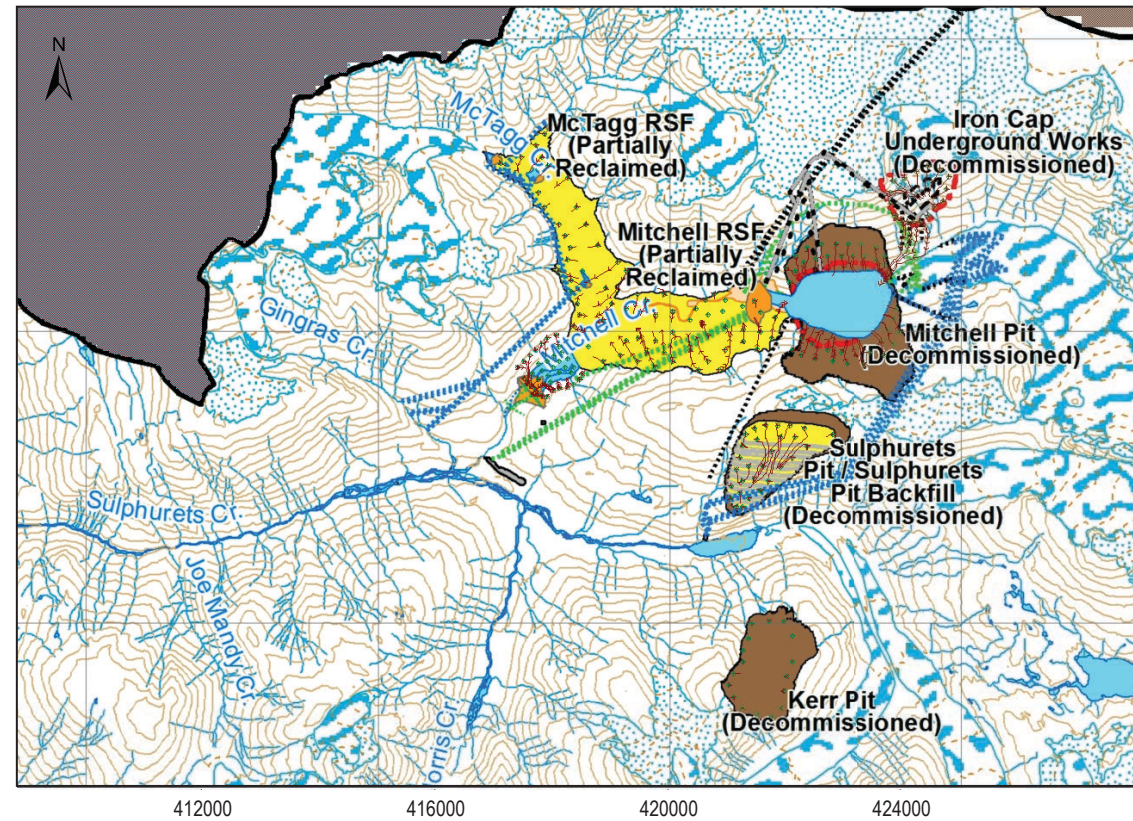 N
McTagg Cr.
McTagg RSF
(Partially
Reclaimed)
Iron Cap
Underground Works
(Decommissioned)
Mitchell RSF
(Partially
Reclaimed)
Gingras Cr.
Mitchell Cr.
Mitchell Pit
(Decommissioned)
Sulphurets
Pit / Sulphurets
Pit Backfill
(Decommissioned)
Sulphurets Cr.
Joe Mandy Cr.
orris Cr.
Kerr Pit
(Decommissioned)
412000
416000
420000
424000